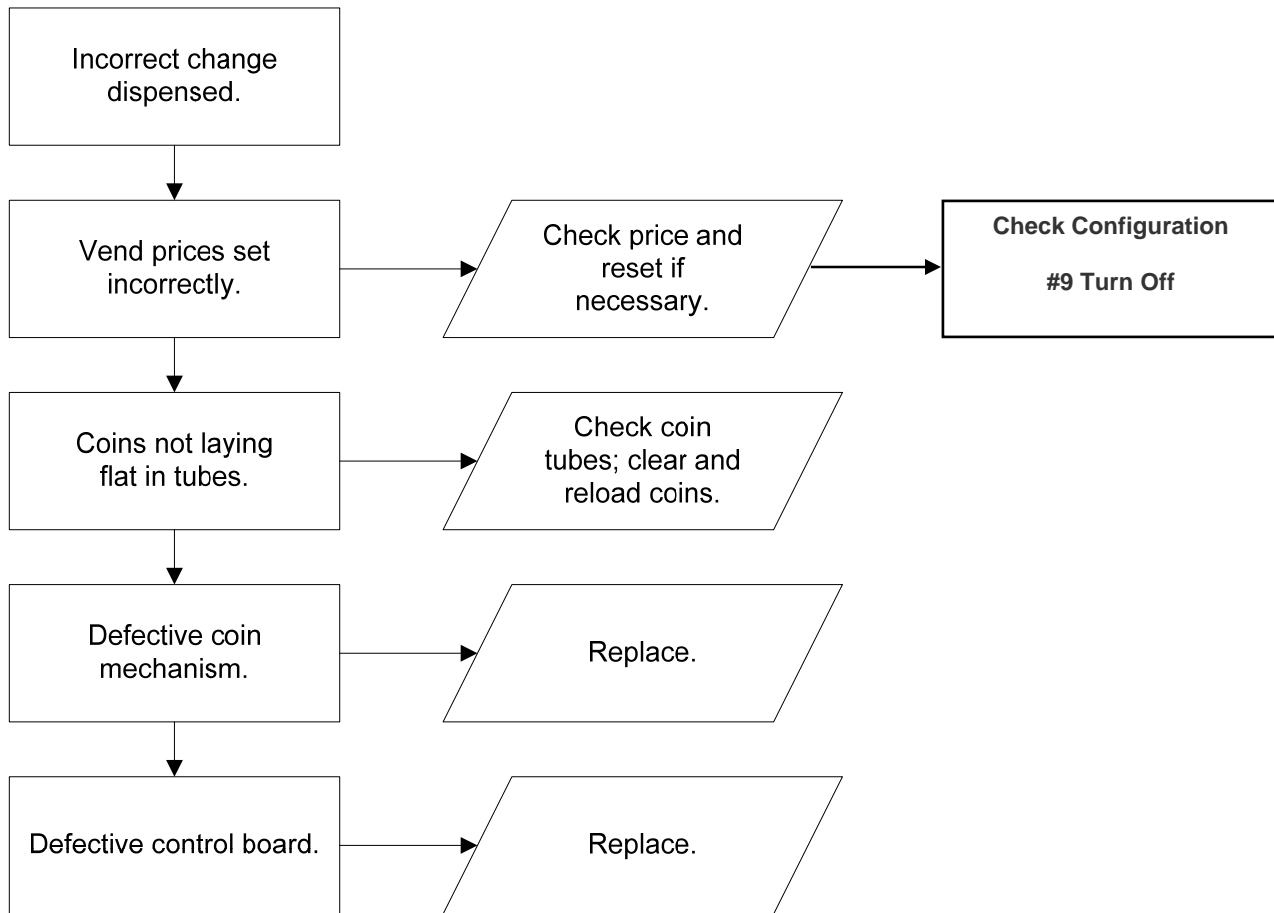 Incorrect change
dispensed.
Vend prices set
incorrectly.
Check price and
reset if
necessary.
Check Configuration
#9 Turn Off
Coins not laying
flat in tubes.
Check coin
tubes; clear and
reload coins.
Defective coin
mechanism.
Replace.
Defective control board.
Replace.